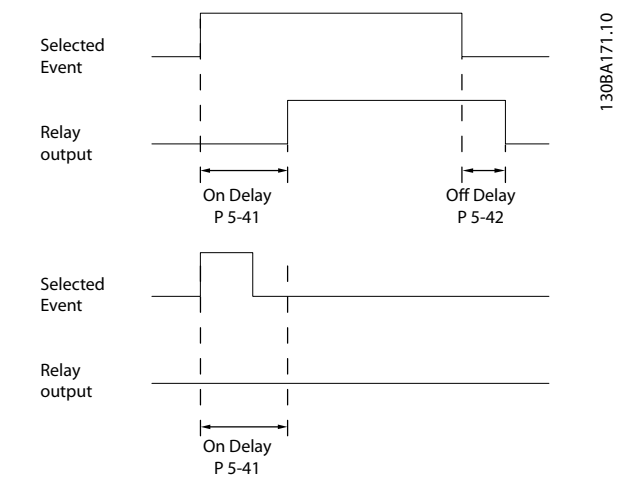 130BA171.10
Selected
Event
Relay
output
On Delay
P 5-41
Off Delay
P 5-42
Selected
Event
Relay
output
On Delay
P 5-41